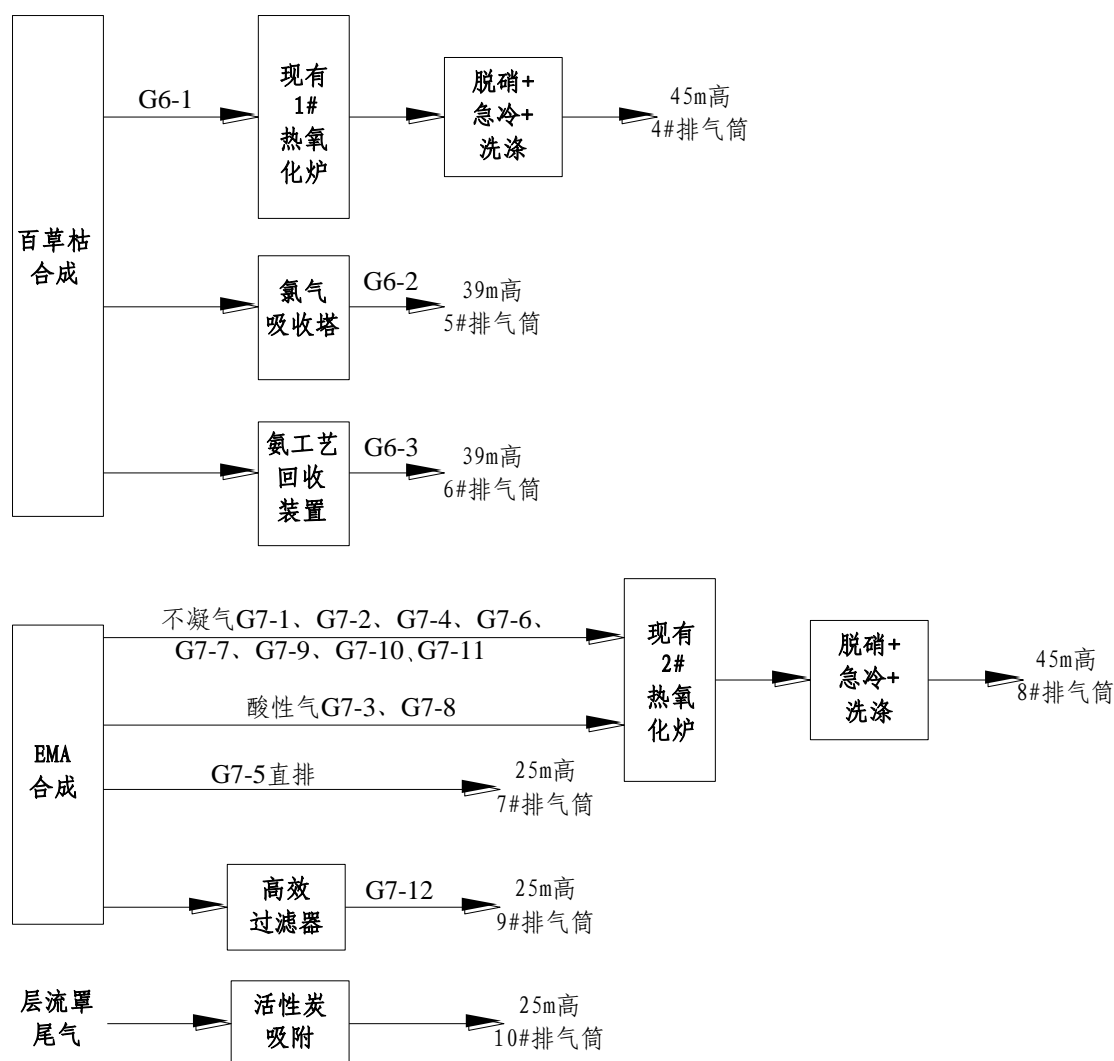 百草枯
合成
G6-1
现有
1#
热氧
化炉
脱硝+
急冷+
洗涤
45m高
4#排气筒
氯气
吸收塔
G6-2
39m高
5#排气筒
氨工艺
回收
装置
G6-3
39m高
6#排气筒
EMA
合成
不凝气G7-1、G7-2、G7-4、G7-6、
G7-7、G7-9、G7-10、G7-11
酸性气G7-3、G7-8
现有
2#
热氧
化炉
脱硝+
急冷+
洗涤
45m高
8#排气筒
G7-5直排
25m高
7#排气筒
高效
过滤器
G7-12
25m高
9#排气筒
层流罩
尾气
活性炭
吸附
25m高
10#排气筒